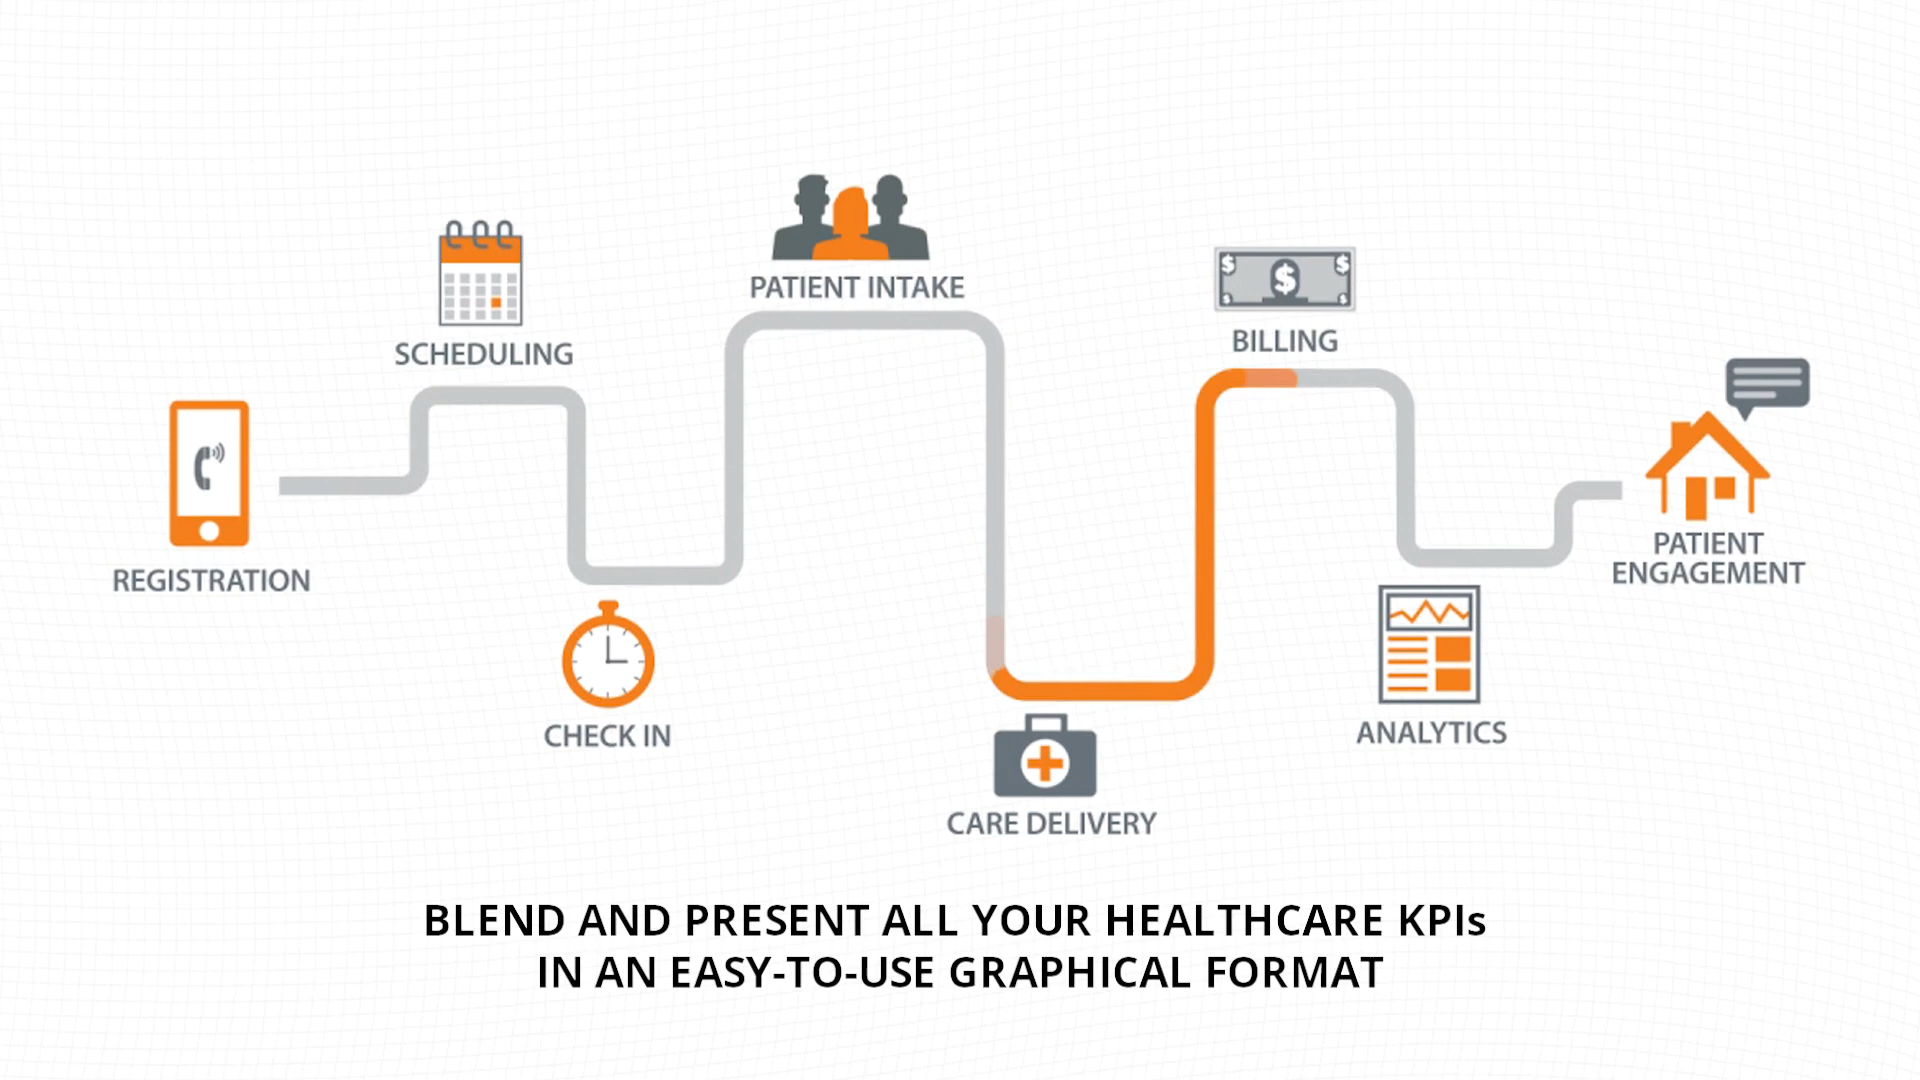 REGISTRATION
SCHEDULING
CHECK IN
PATIENT INTAKE
CARE DELIVERY
$ $ $
$ $
BILLING
ANALYTICS
PATIENT
ENGAGEMENT
BLEND AND PRESENT ALL YOUR HEALTHCARE KPIs
IN AN EASY-TO-USE GRAPHICAL FORMAT